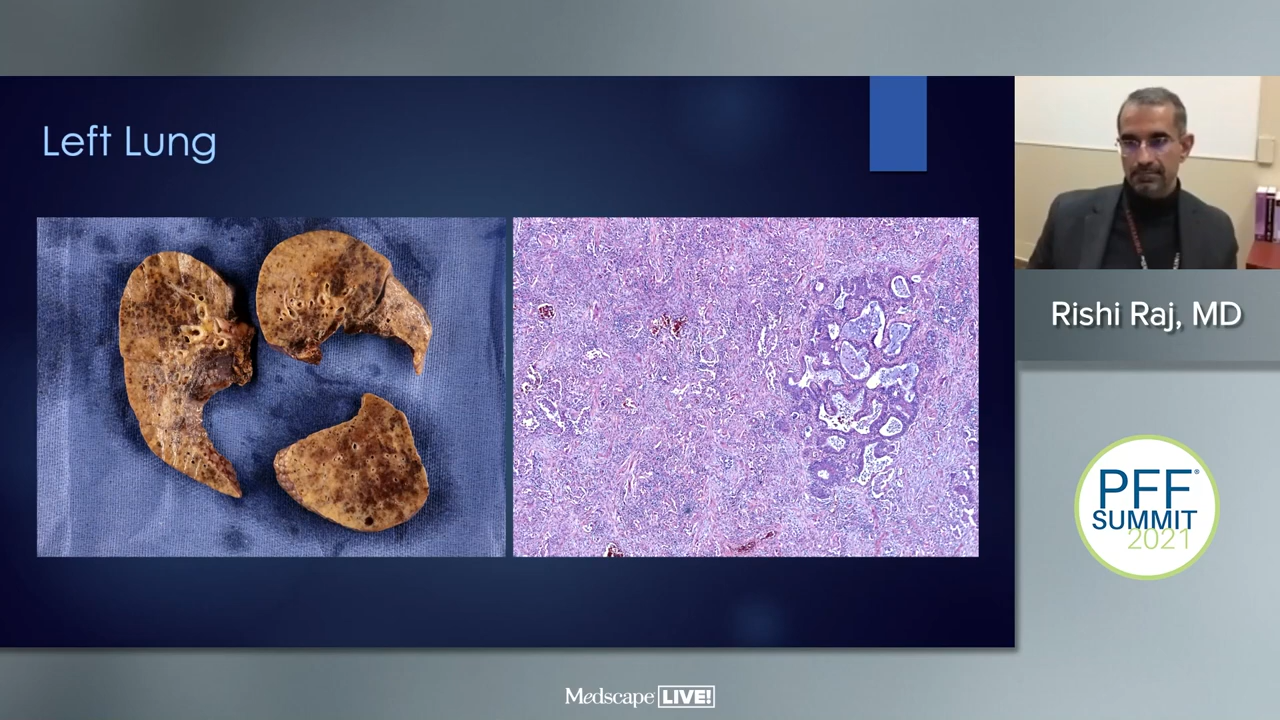 Left Lung
Rishi Raj, MD
PFF®
SUMMIT
2021
Medscape LIVE!